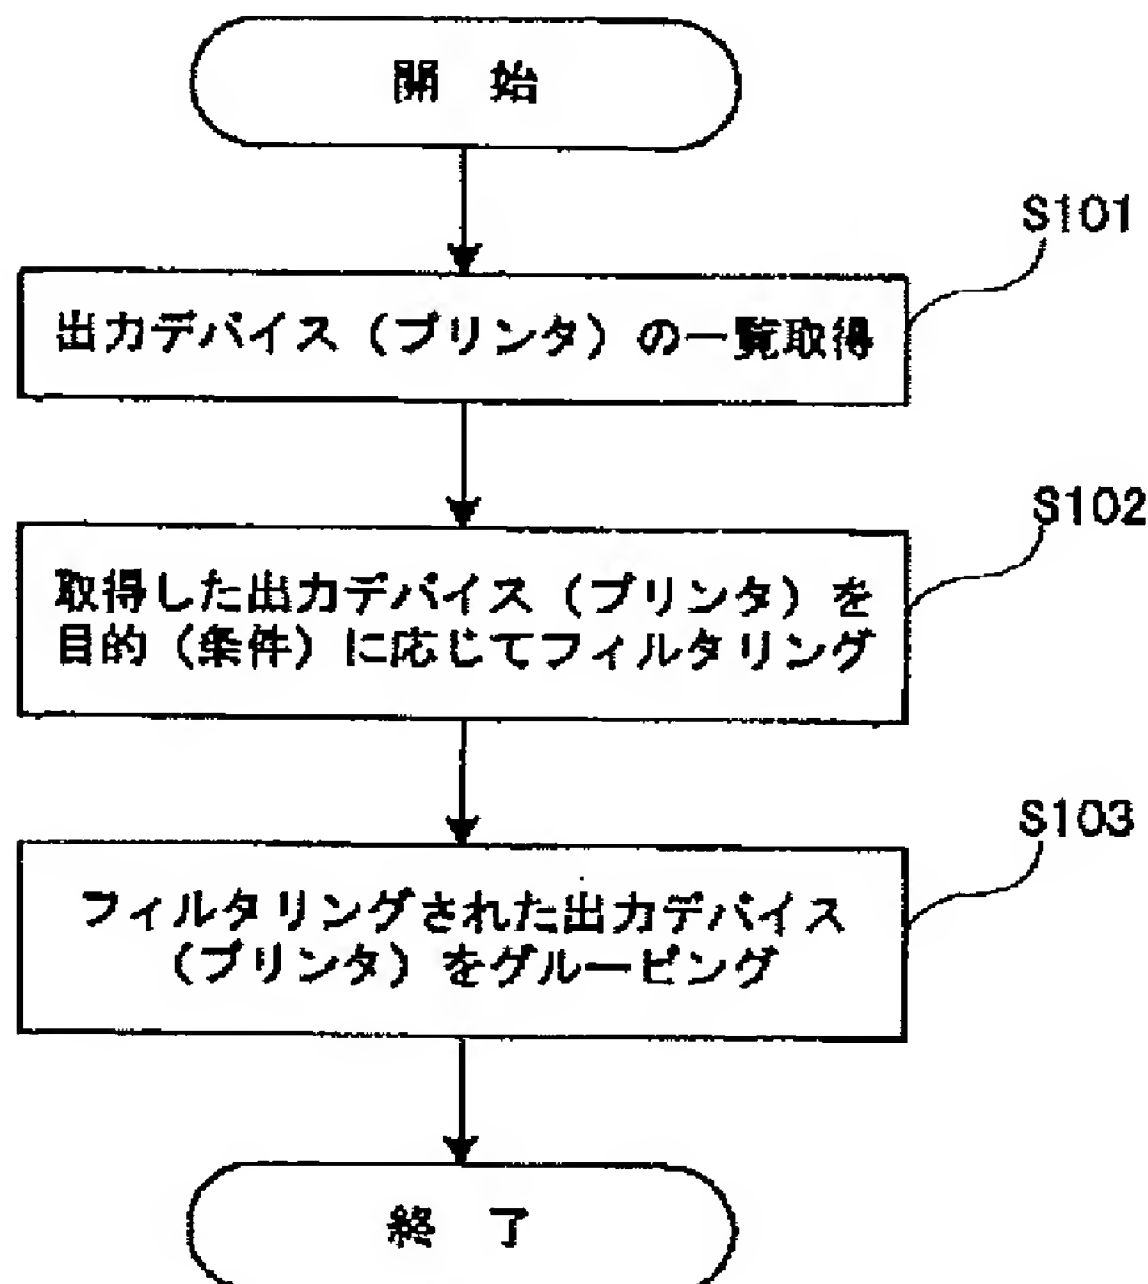 開 始
S101
出力デバイス（プリンタ）の一覧取得
S102
取得した出力デバイス（プリンタ）を
目的（条件）に応じてフィルタリング
S103
フィルタリングされた出力デバイス
（プリンタ）をグルーピング
終 了